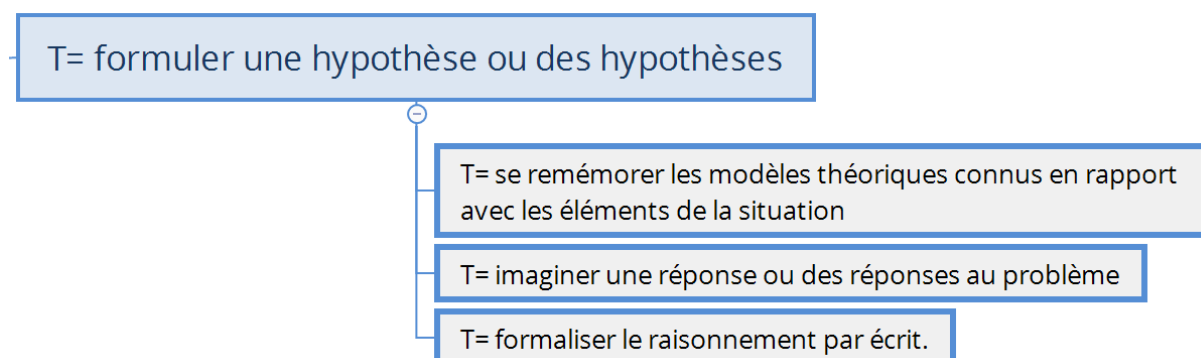 T= formuler une hypothèse ou des hypothèses
T= se remémorer les modèles théoriques connus en rapport
avec les éléments de la situation
T= imaginer une réponse ou des réponses au problème
T= formaliser le raisonnement par écrit.